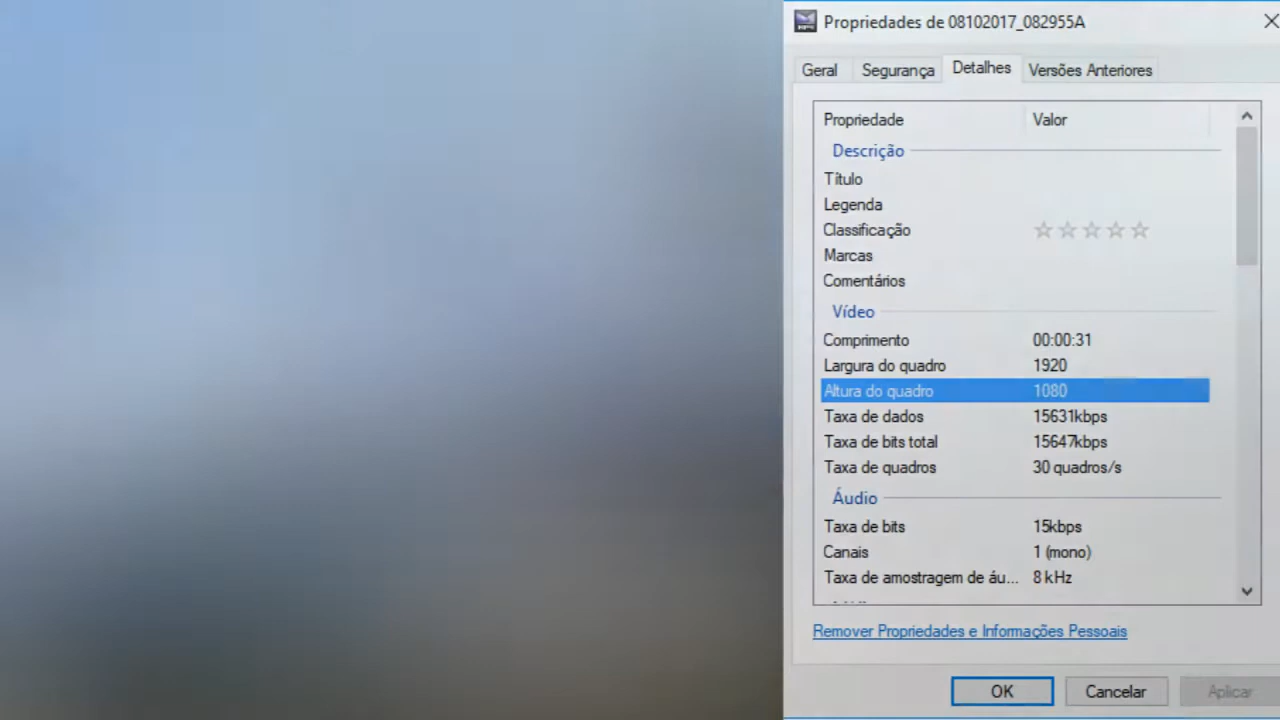 Propriedades de 08102017_082955A
Geral Segurança Detalhes Versões Anteriores
Propriedade Valor
Descrição
Título
Legenda
Classificação
Marcas
Comentários
Vídeo
Comprimento 00:00:31
Largura do quadro 1920
Altura do quadro 1080
Taxa de dados 15631kbps
Taxa de bits total 15647kbps
Taxa de quadros 30 quadros/s
Áudio
Taxa de bits 15kbps
Canais 1 (mono)
Taxa de amostragem de áu... 8 kHz
Remover Propriedades e Informações Pessoais
OK Cancelar Aplicar